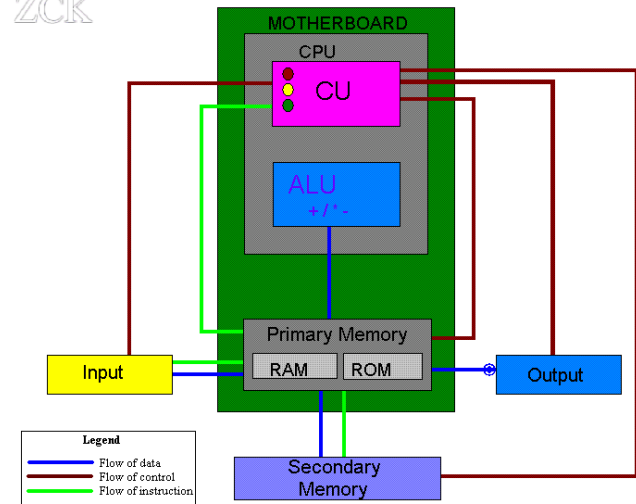 ZCK
MOTHERBOARD
CPU
CU
ALU
+ / * -
Primary Memory
RAM
ROM
Input
Output
Secondary
Memory
Legend
Flow of data
Flow of control
Flow of instruction